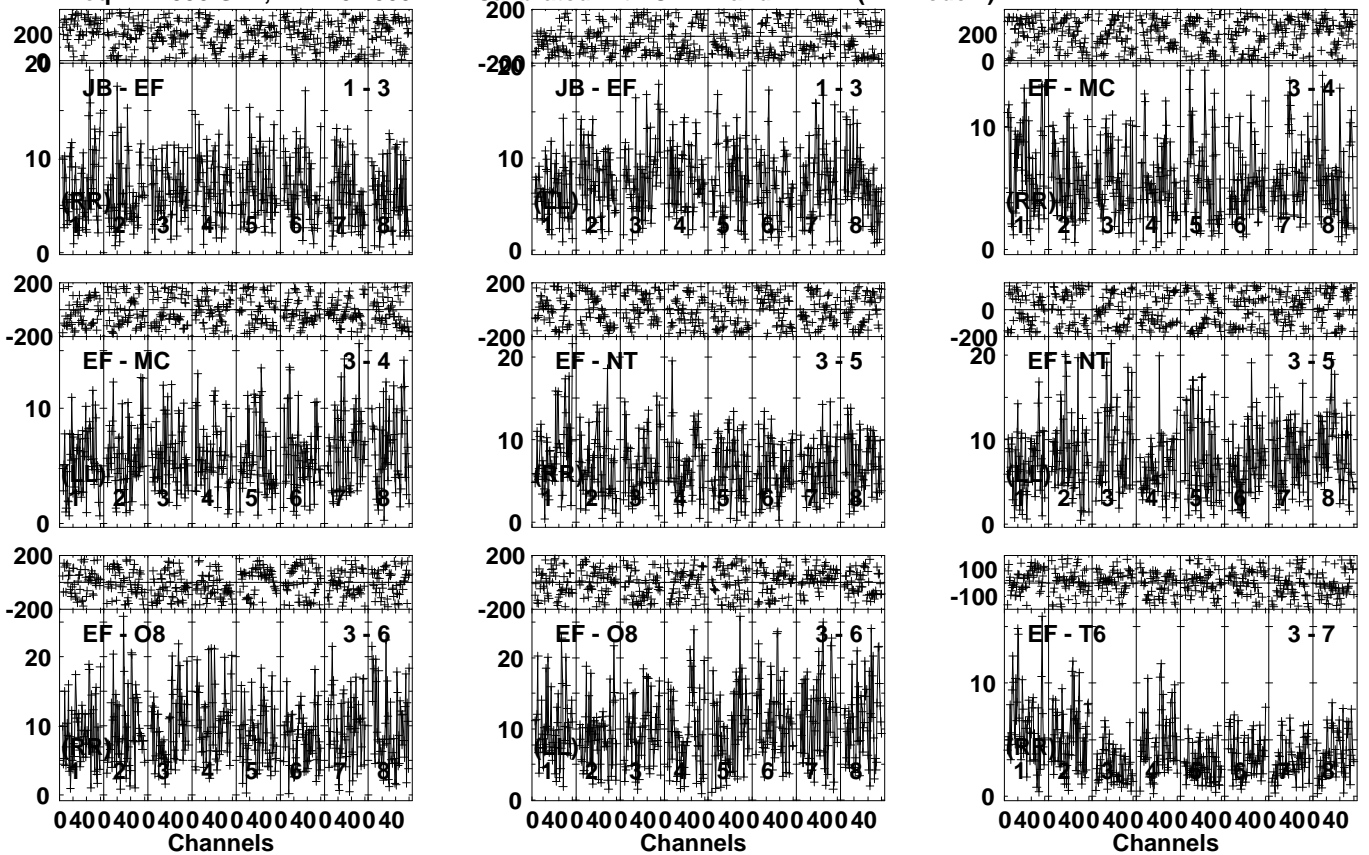 200 0 200 -200 200 0
20 JB - EF 1 - 3 10 (RR) 1 2 3 4 5 6 7 8 0
20 JB - EF 1 - 3 10 (LL) 1 2 3 4 5 6 7 8 0
EF - MC 3 - 4 10 (RR) 1 2 3 4 5 6 7 8 0
200 -200 200 200 0 -200
EF - MC 3 - 4 10 (LL) 1 2 3 4 5 6 7 8 0
20 EF - NT 3 - 5 10 (RR) 1 2 3 4 5 6 7 8 0
20 EF - NT 3 - 5 10 (LL) 1 2 3 4 5 6 7 8 0
200 -200 200 -200 100 -100
EF - O8 3 - 6 20 10 (RR) 1 2 3 4 5 6 7 8 0
EF - O8 3 - 6 20 10 (LL) 1 2 3 4 5 6 7 8 0
EF - T6 3 - 7 10 (RR) 1 2 3 4 5 6 7 8 0
0 40 0 40 0 40 0 40 0 40 0 40 0 40 0 40
0 40 0 40 0 40 0 40 0 40 0 40 0 40 0 40
0 40 0 40 0 40 0 40 0 40 0 40 0 40 0 40
Channels Channels Channels